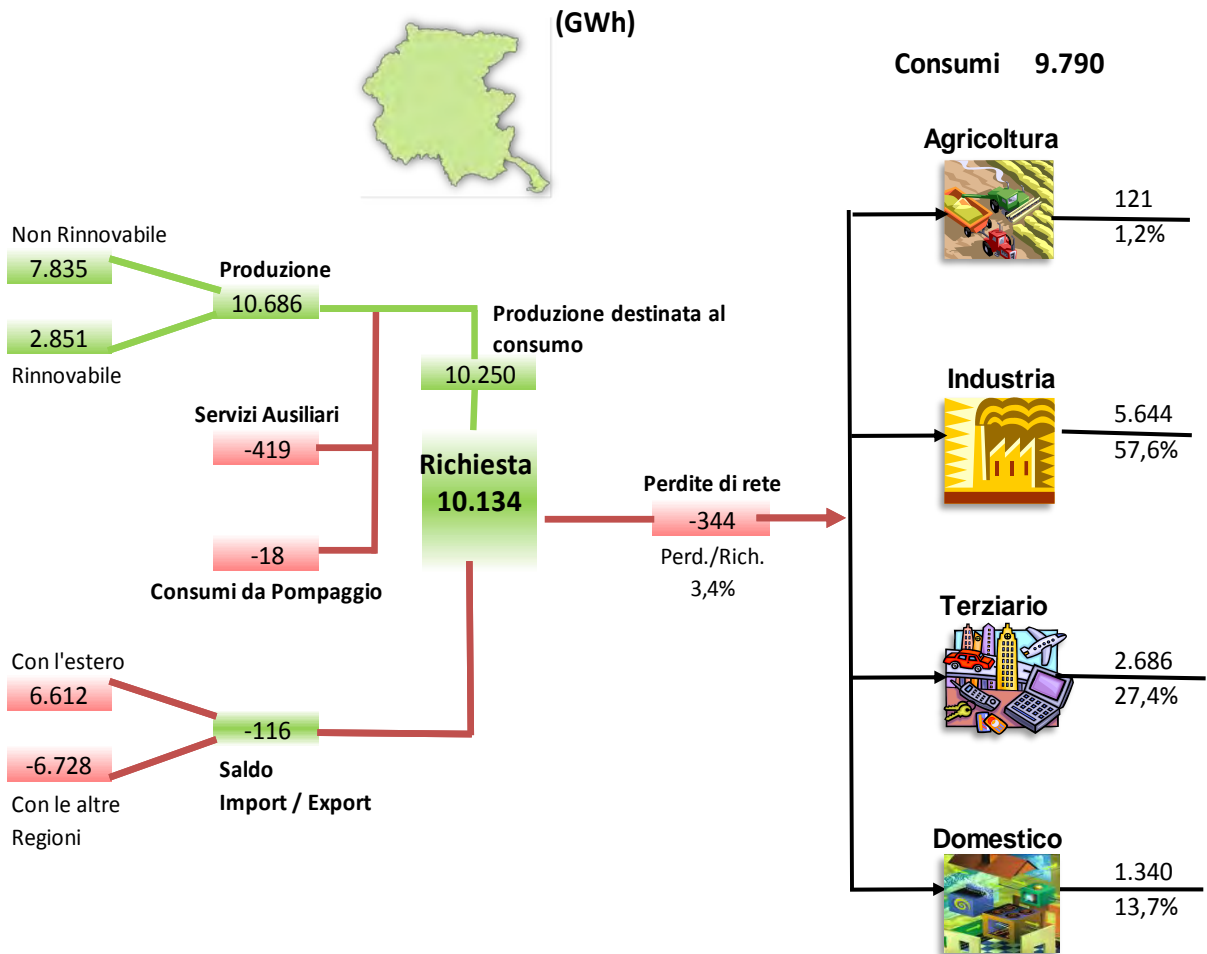 (GWh)
Consumi 9.790
Agricoltura
121
1,2%
Non Rinnovabile
7.835
Produzione
10.686
2.851
Rinnovabile
Produzione destinata al
consumo
10.250
Servizi Ausiliari
-419
Richiesta
10.134
-18
Consumi da Pompaggio
Perdite di rete
-344
Perd./Rich.
3,4%
Industria
5.644
57,6%
Terziario
2.686
27,4%
Con l'estero
6.612
-116
-6.728
Con le altre
Regioni
Saldo
Import / Export
Domestico
1.340
13,7%